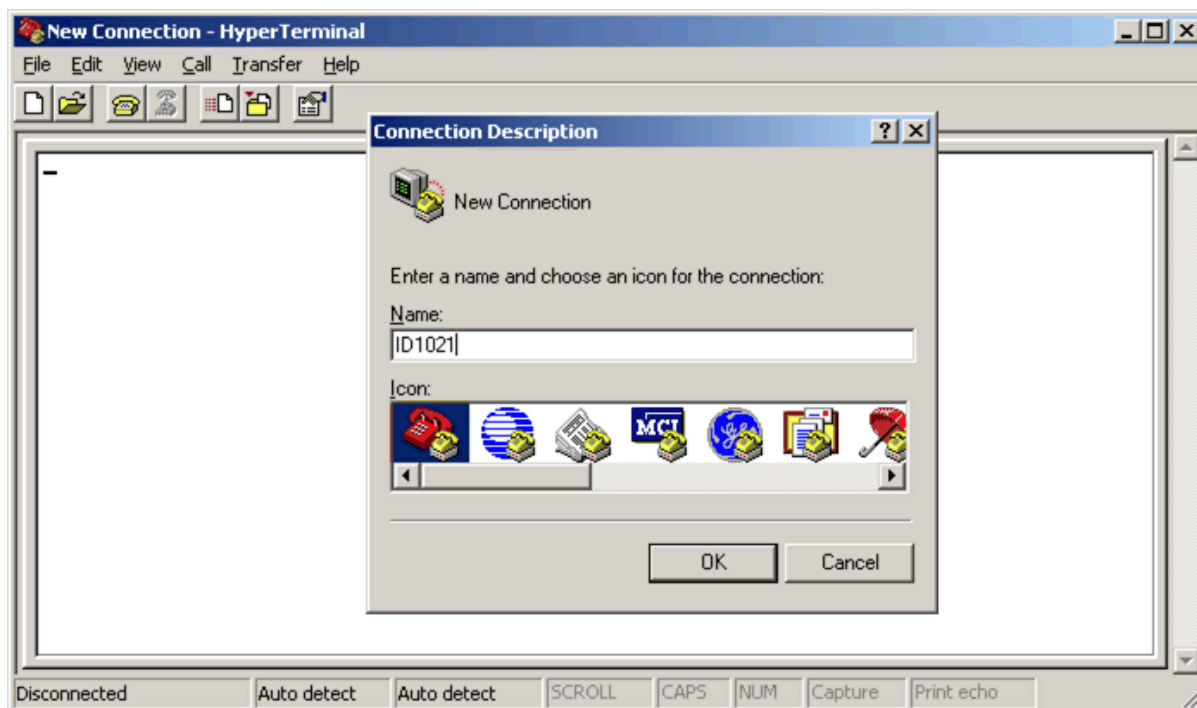 New Connection - HyperTerminal
File Edit View Call Transfer Help
Connection Description
New Connection
Enter a name and choose an icon for the connection:
Name:
ID1021
Icon:
MCI
OK Cancel
Disconnected Auto detect Auto detect SCROLL CAPS NUM Capture Print echo